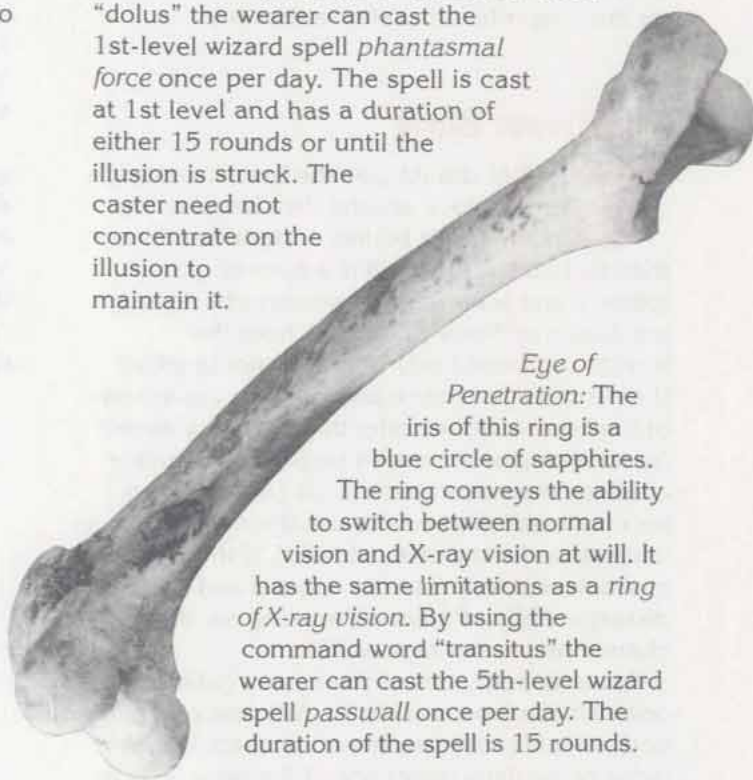 "dolus" the wearer can cast the
1st-level wizard spell phantasmal
force once per day. The spell is cast
at 1st level and has a duration of
either 15 rounds or until the
illusion is struck. The
caster need not
concentrate on the
illusion to
maintain it.
Eye of
Penetration: The
iris of this ring is a
blue circle of sapphires.
The ring conveys the ability
to switch between normal
vision and X-ray vision at will. It
has the same limitations as a ring
of X-ray vision. By using the
command word "transitus" the
wearer can cast the 5th-level wizard
spell passwall once per day. The
duration of the spell is 15 rounds.